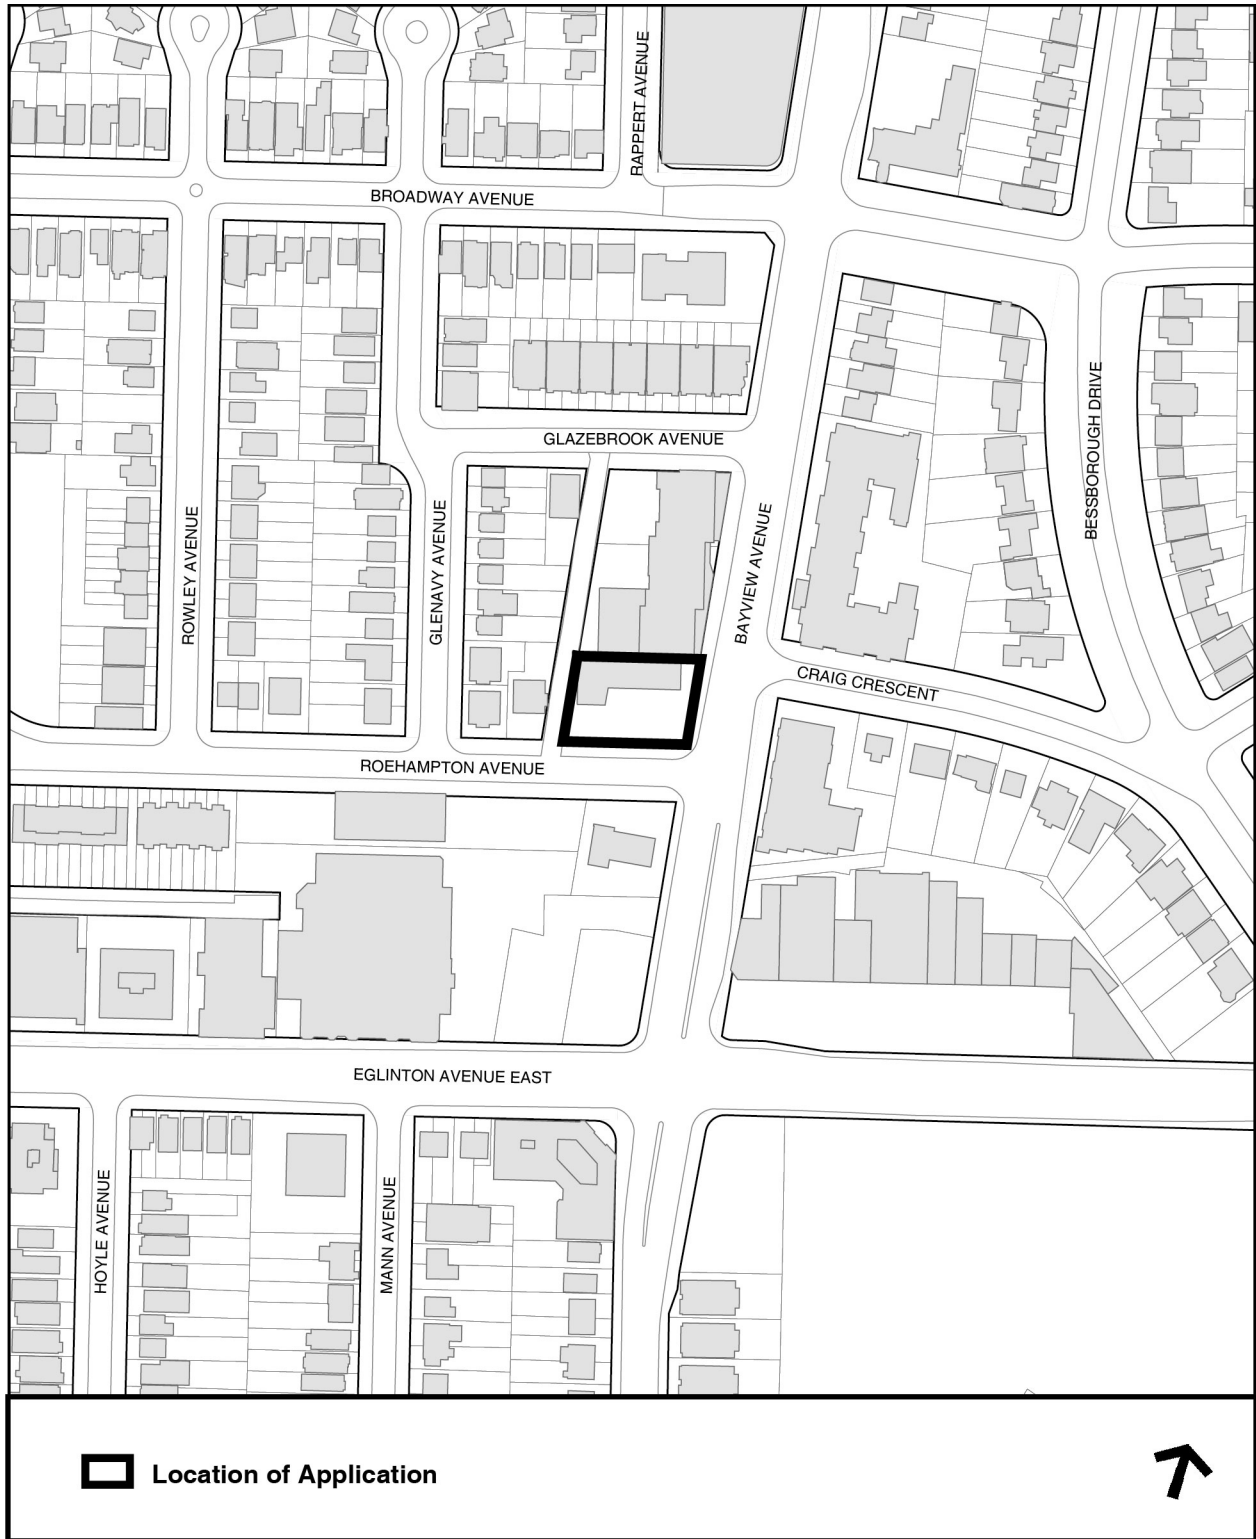 RAPPERT AVENUE
BROADWAY AVENUE
BESSBOROUGH DRIVE
GLAZEBROOK AVENUE
ROWLEY AVENUE
GLENAVY AVENUE
BAYVIEW AVENUE
CRAIG CRESCENT
ROEHAMPTON AVENUE
EGLINTON AVENUE EAST
HOYLE AVENUE
MANN AVENUE
Location of Application